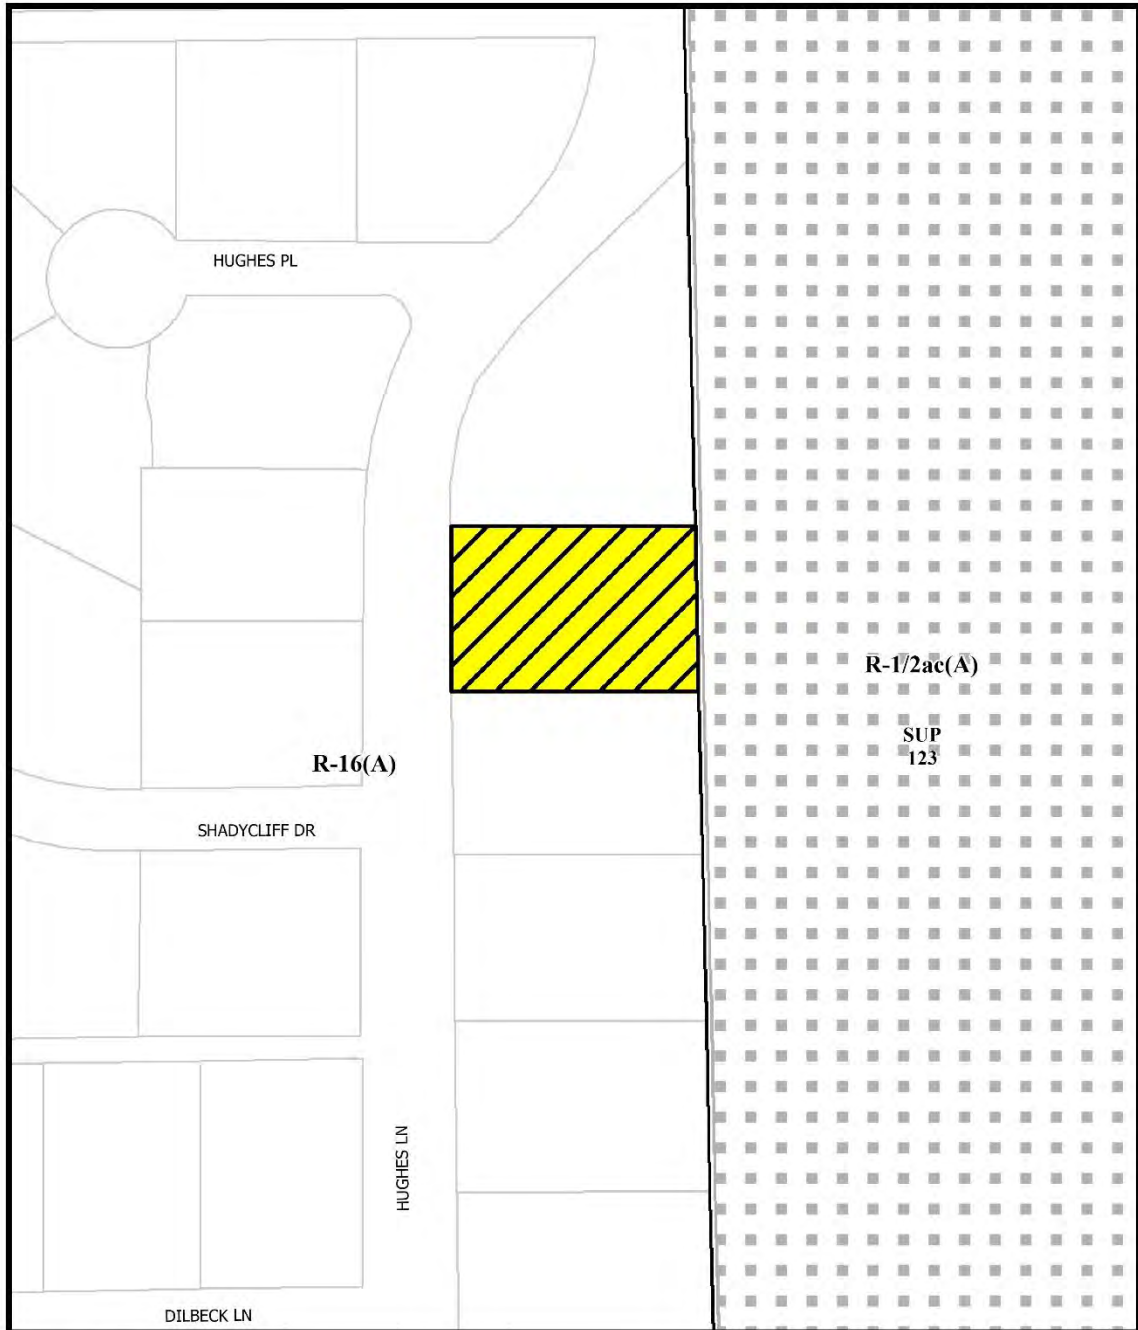 HUGHES PL
R-1/2ac(A)
SUP
123
R-16(A)
SHADYCLIFF DR
HUGHES LN
DILBECK LN